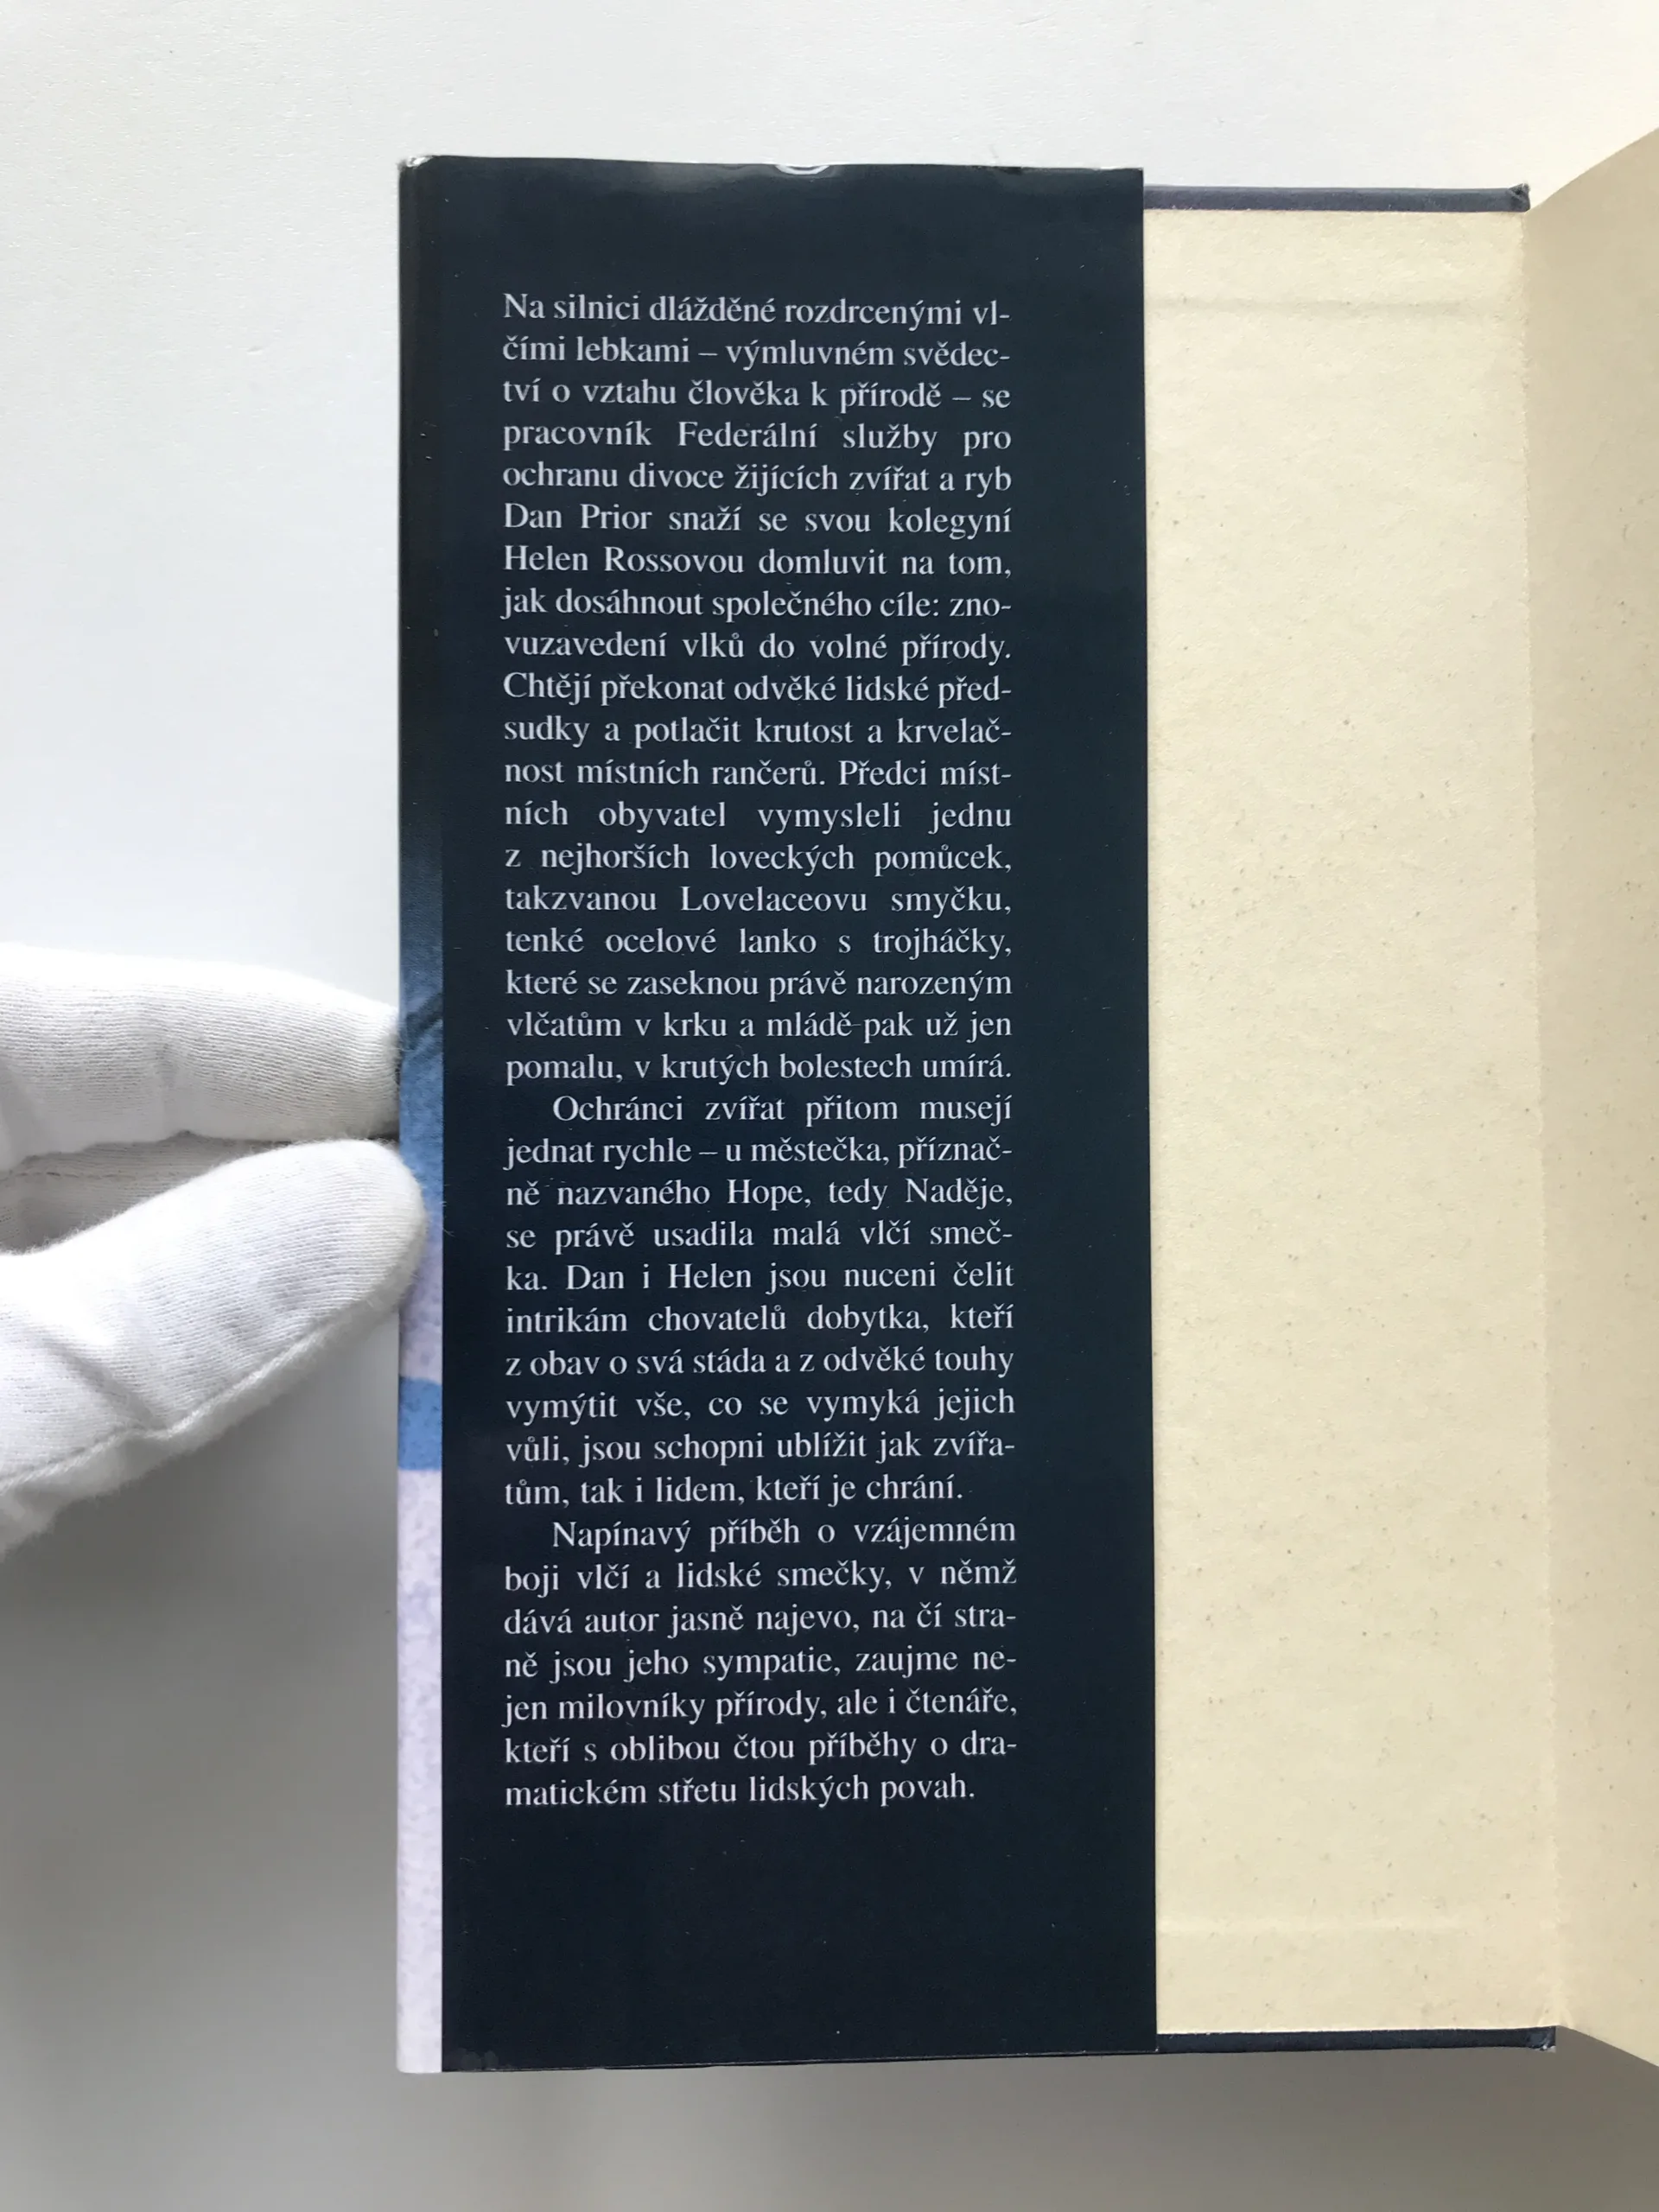 Na silnici dlážděné rozdrcenými vl-
čími lebkami – výmluvném svědec-
tví o vztahu člověka k přírodě – se
pracovník Federální služby pro
ochranu divoce žijících zvířat a ryb
Dan Prior snaží se svou kolegyní
Helen Rossovou domluvit na tom,
jak dosáhnout společného cíle: zno-
vuzavedení vlků do volné přírody.
Chtějí překonat odvěké lidské před-
sudky a potlačit krutost a krvelač-
nost místních rančerů. Předci míst-
ních obyvatel vymysleli jednu
z nejhorších loveckých pomůcek,
takzvanou Lovelaceovu smyčku,
tenké ocelové lanko s trojháčky,
které se zaseknou právě narozeným
vlčatům v krku a mládě pak už jen
pomalu, v krutých bolestech umírá.
Ochránci zvířat přitom musejí
jednat rychle – u městečka, příznač-
ně nazvaného Hope, tedy Naděje,
se právě usadila malá vlčí smeč-
ka. Dan i Helen jsou nuceni čelit
intrikám chovatelů dobytka, kteří
z obav o svá stáda a z odvěké touhy
vymýtit vše, co se vymyká jejich
vůli, jsou schopni ublížit jak zvířa-
tům, tak i lidem, kteří je chrání.
Napínavý příběh o vzájemném
boji vlčí a lidské smečky, v němž
dává autor jasně najevo, na čí stra-
ně jsou jeho sympatie, zaujme ne-
jen milovníky přírody, ale i čtenáře,
kteří s oblibou čtou příběhy o dra-
matickém střetu lidských povah.